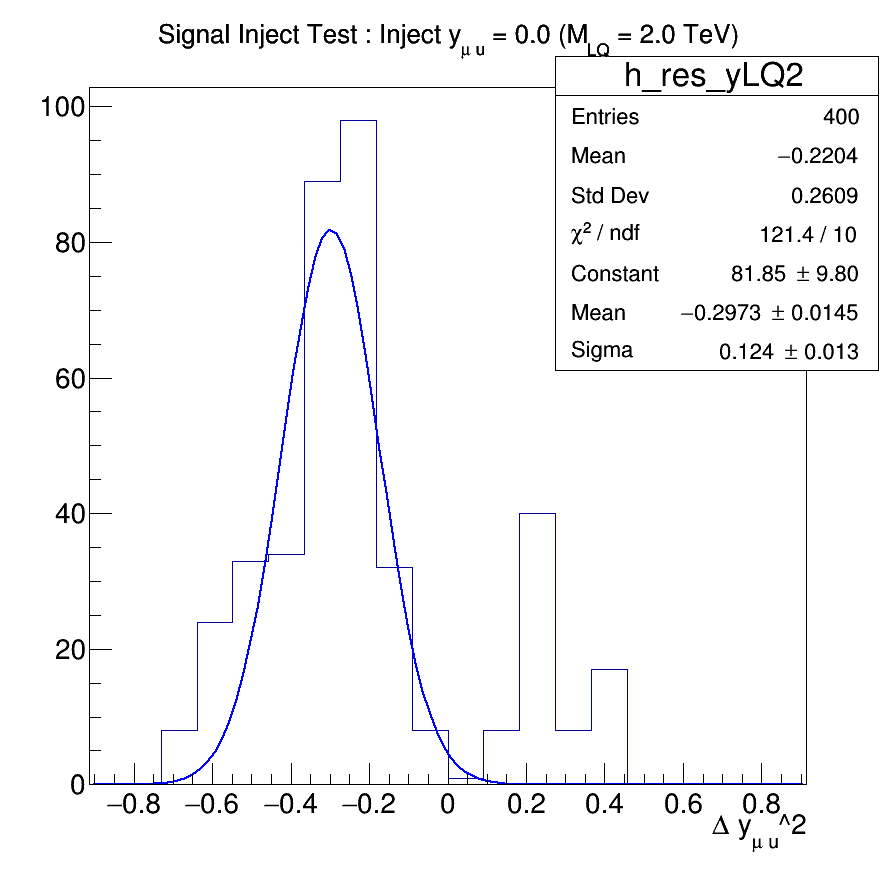 Signal Inject Test : Inject y_μ u = 0.0 (M_LQ = 2.0 TeV)
h_res_yLQ2
Entries 400
Mean −0.2204
Std Dev 0.2609
χ² / ndf 121.4 / 10
Constant 81.85 ± 9.80
Mean −0.2973 ± 0.0145
Sigma 0.124 ± 0.013
100
80
60
40
20
0
−0.8 −0.6 −0.4 −0.2 0 0.2 0.4 0.6 0.8
Δ y_μ u^2